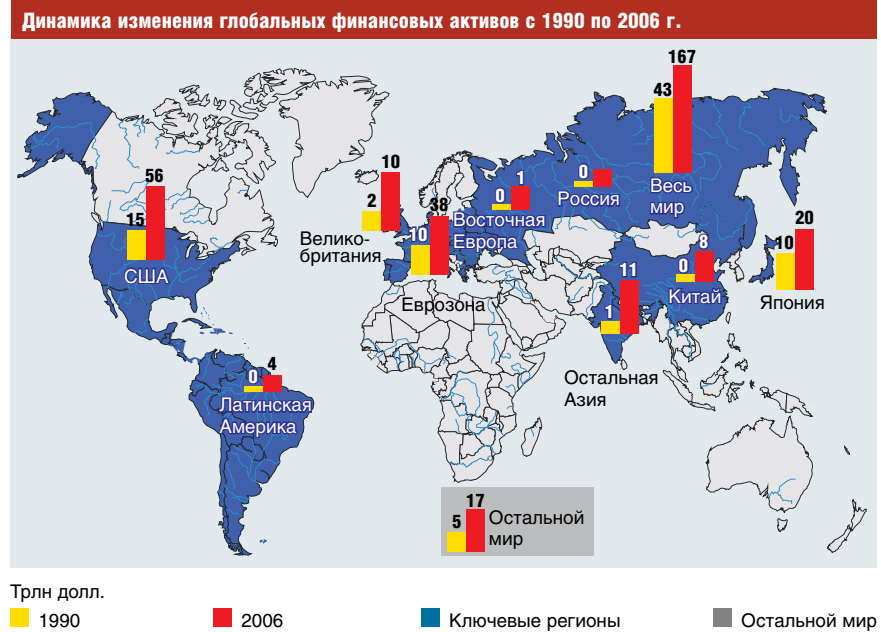 Динамика изменения глобальных финансовых активов с 1990 по 2006 г.
43 167
Весь
мир
15 56
США
2 10
Велико-
британия
10 38
Еврозона
0 1
Восточная
Европа
0
Россия
0 8
Китай
10 20
Япония
1 11
Остальная
Азия
0 4
Латинская
Америка
5 17
Остальной
мир
Трлн долл.
1990 2006 Ключевые регионы Остальной мир